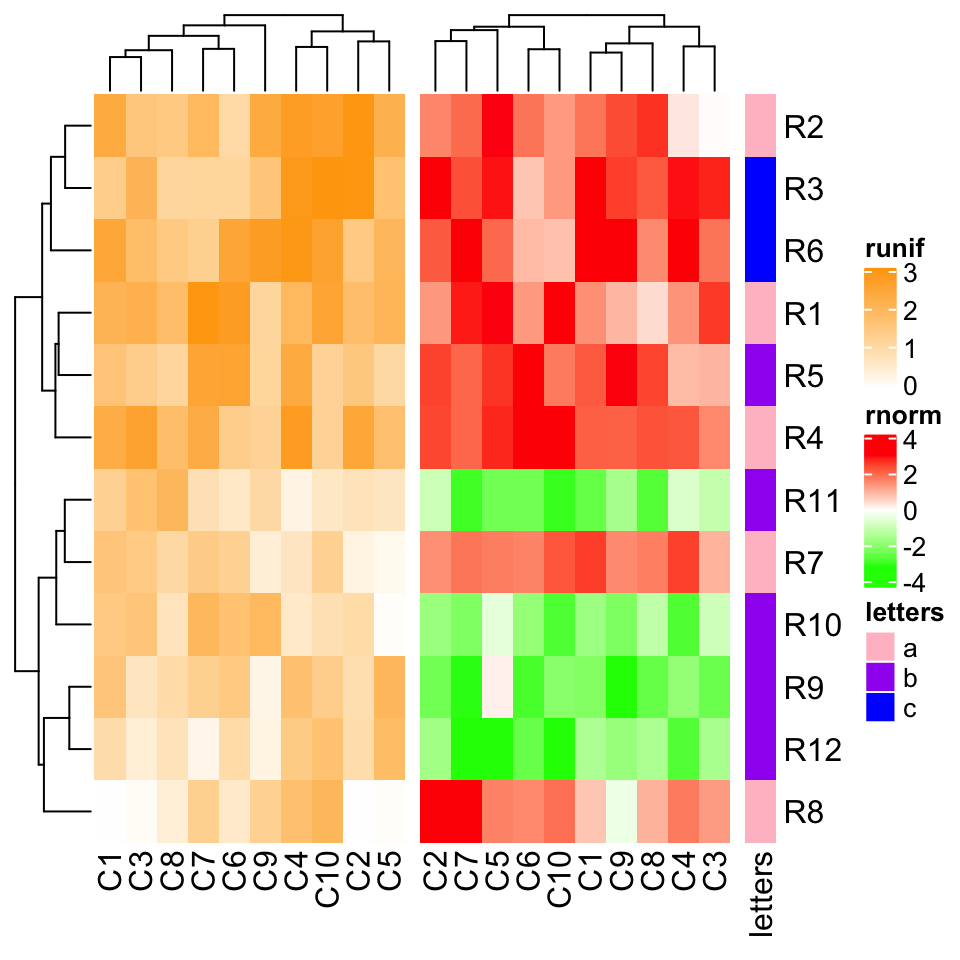 R2
R3
R6
R1
R5
R4
R11
R7
R10
R9
R12
R8
C1 C3 C8 C7 C6 C9 C4 C10 C2 C5 C2 C7 C5 C6 C10 C1 C9 C8 C4 C3 letters
runif
3
2
1
0
rnorm
4
2
0
-2
-4
letters
a
b
c